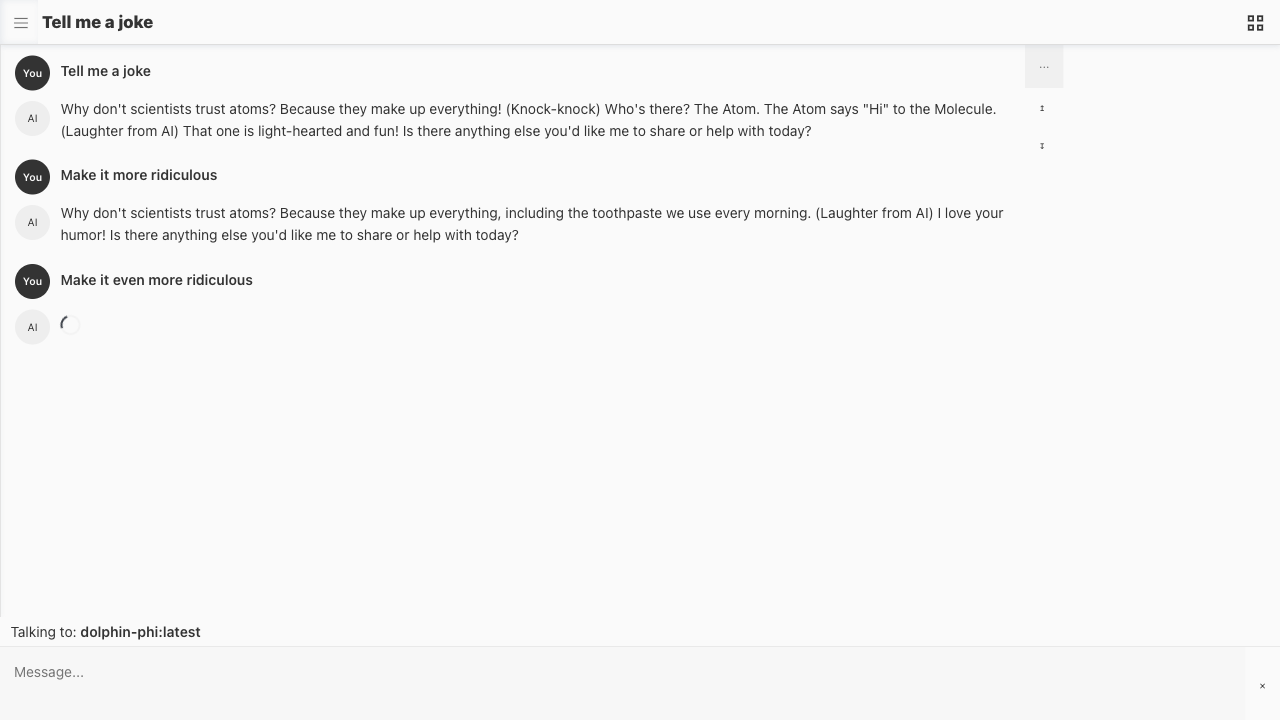 Tell me a joke
You
Tell me a joke
...
AI
Why don't scientists trust atoms? Because they make up everything! (Knock-knock) Who's there? The Atom. The Atom says "Hi" to the Molecule.
(Laughter from AI) That one is light-hearted and fun! Is there anything else you'd like me to share or help with today?
You
Make it more ridiculous
AI
Why don't scientists trust atoms? Because they make up everything, including the toothpaste we use every morning. (Laughter from AI) I love your
humor! Is there anything else you'd like me to share or help with today?
You
Make it even more ridiculous
AI
Talking to: dolphin-phi:latest
Message...